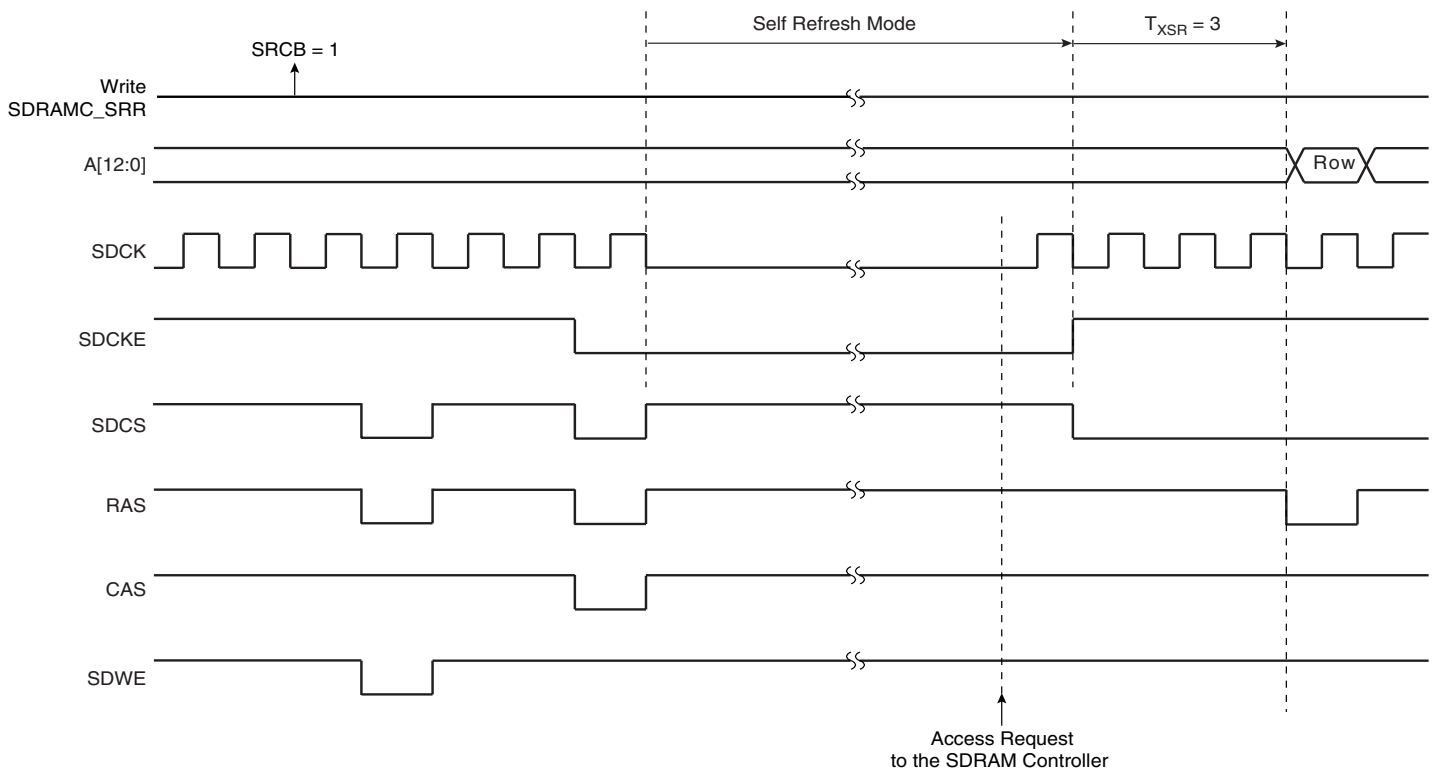 Self Refresh Mode
TXSR = 3
SRCB = 1
Write
SDRAMC_SRR
A[12:0]
Row
SDCK
SDCKE
SDCS
RAS
CAS
SDWE
Access Request
to the SDRAM Controller